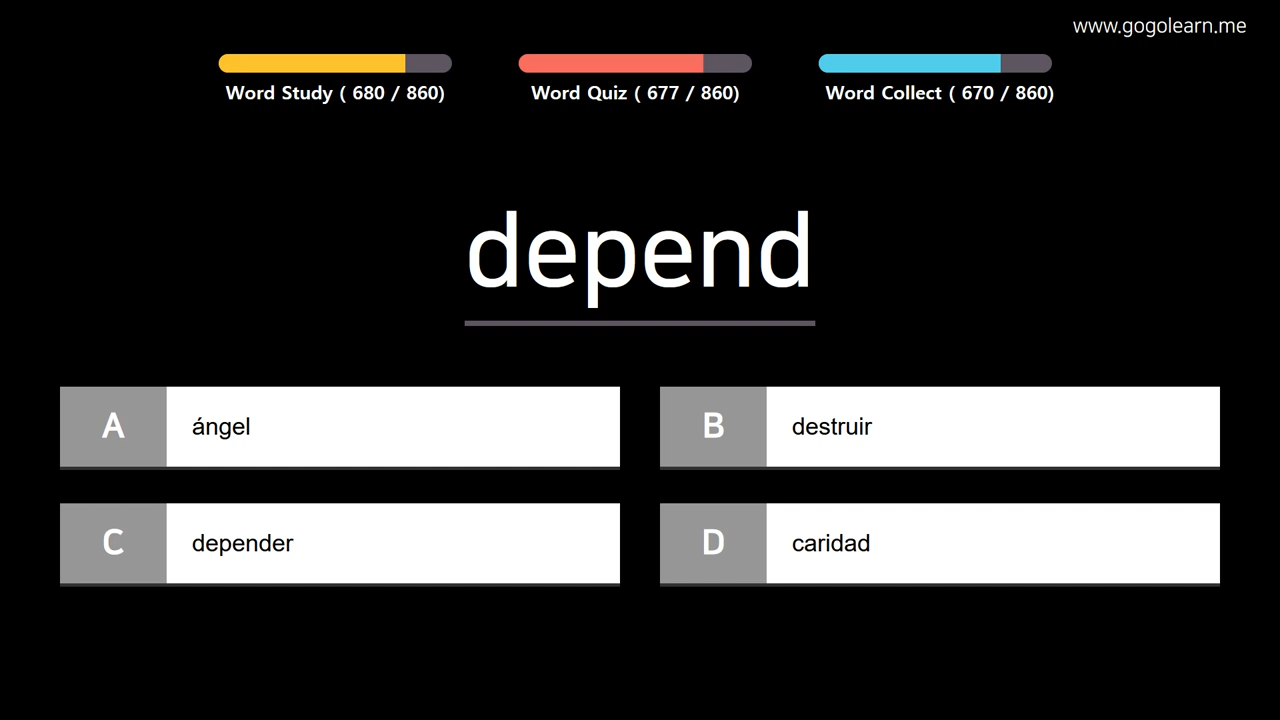 www.gogolearn.me
Word Study ( 680 / 860)
Word Quiz ( 677 / 860)
Word Collect ( 670 / 860)
depend
A ángel
B destruir
C depender
D caridad